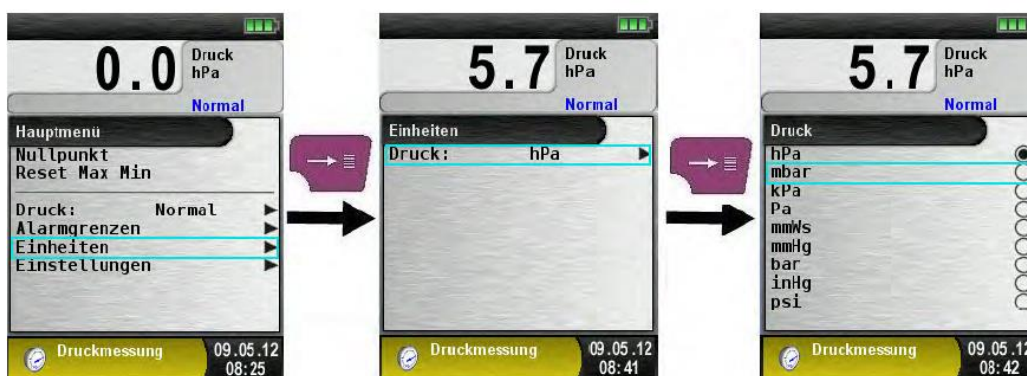 0.0
Druck
hPa
Normal
Hauptmenü
Nullpunkt
Reset Max Min
Druck: Normal
Alarmgrenzen
Einheiten
Einstellungen
Druckmessung
09.05.12
08:25
5.7
Druck
hPa
Normal
Einheiten
Druck: hPa
Druckmessung
09.05.12
08:41
5.7
Druck
hPa
Normal
Druck
hPa
mbar
kPa
Pa
mmWs
mmHg
bar
inHg
psi
Druckmessung
09.05.12
08:42